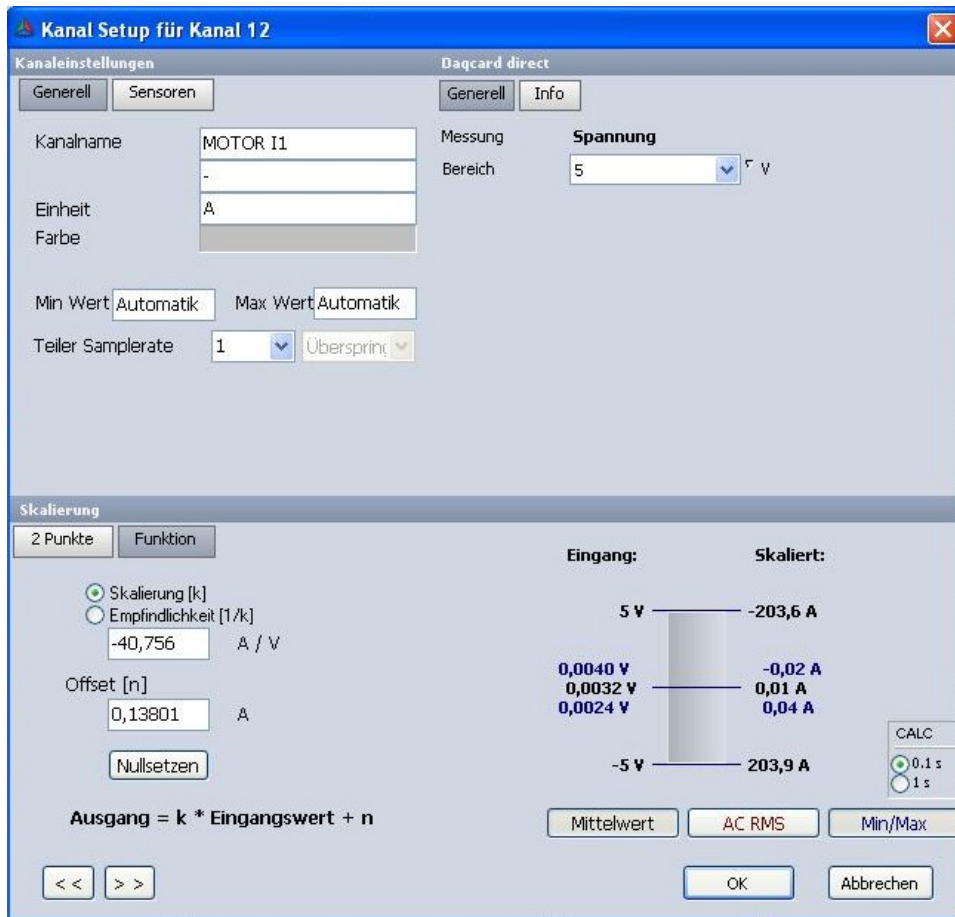 Kanal Setup für Kanal 12
Kanaleinstellungen
Generell Sensoren
Kanalname MOTOR I1
-
Einheit A
Farbe
Min Wert Automatik Max Wert Automatik
Teiler Samplerate 1 Überspring
Daqcard direct
Generell Info
Messung Spannung
Bereich 5 V
Skalierung
2 Punkte Funktion
Skalierung [k]
Empfindlichkeit [1/k]
-40,756 A / V
Offset [n]
0,13801 A
Nullsetzen
Ausgang = k * Eingangswert + n
Eingang: Skaliert:
5 V -203,6 A
0,0040 V -0,02 A
0,0032 V 0,01 A
0,0024 V 0,04 A
-5 V 203,9 A
CALC
0.1 s
1 s
Mittelwert AC RMS Min/Max
< < > > OK Abbrechen